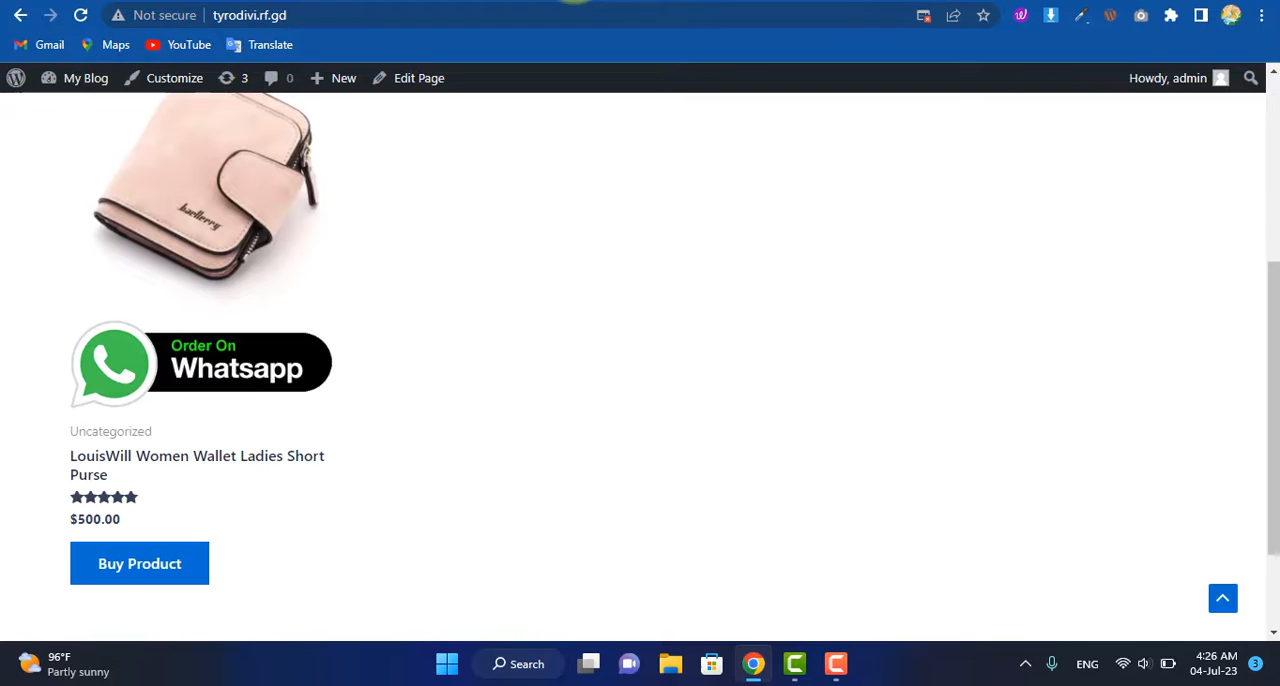 Not secure tyrodivi.rf.gd
Gmail Maps YouTube Translate
My Blog Customize 3 0 New Edit Page Howdy, admin
baellerry
Order On
Whatsapp
Uncategorized
LouisWill Women Wallet Ladies Short
Purse
$500.00
Buy Product
96°F
Partly sunny
Search
ENG
4:26 AM
04-Jul-23
3